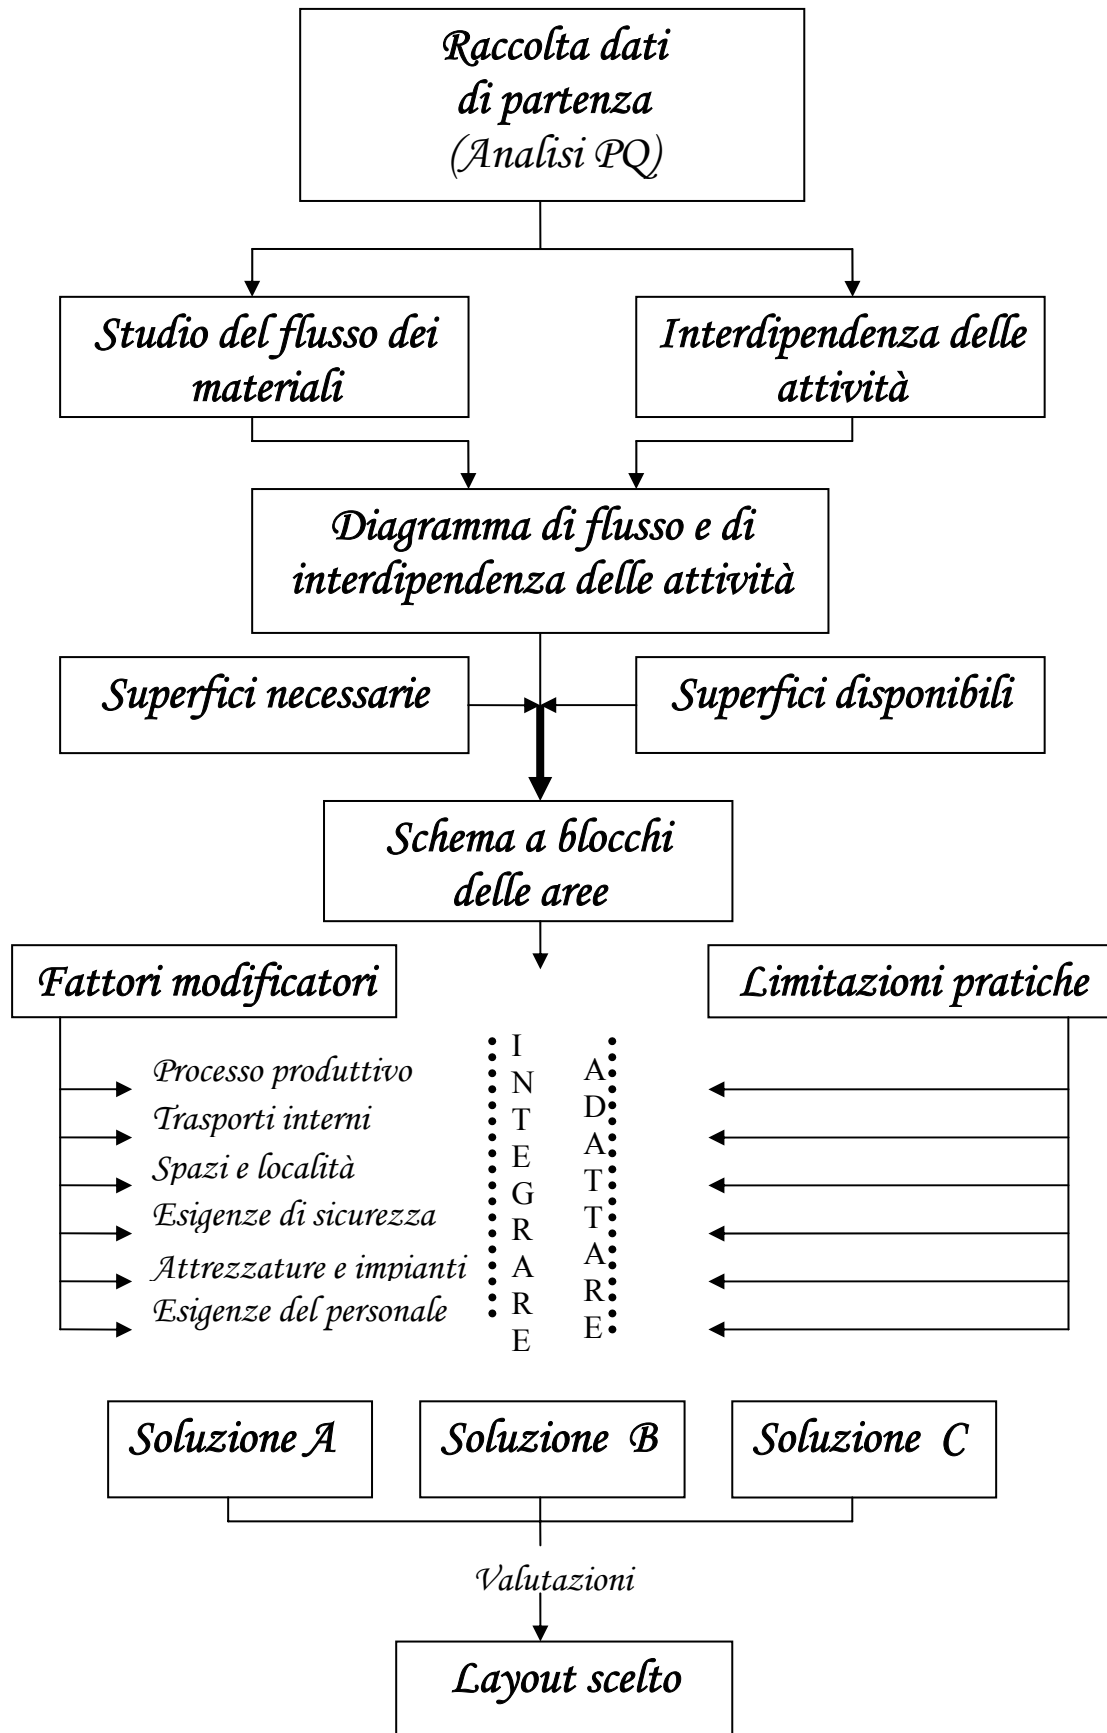 Raccolta dati
di partenza
(Analisi PQ)
Studio del flusso dei
materiali
Interdipendenza delle
attività
Diagramma di flusso e di
interdipendenza delle attività
Superfici necessarie
Superfici disponibili
Schema a blocchi
delle aree
Fattori modificatori
Limitazioni pratiche
Processo produttivo
Trasporti interni
Spazi e località
Esigenze di sicurezza
Attrezzature e impianti
Esigenze del personale
INTEGRARE
ADATTARE
Soluzione A
Soluzione B
Soluzione C
Valutazioni
Layout scelto